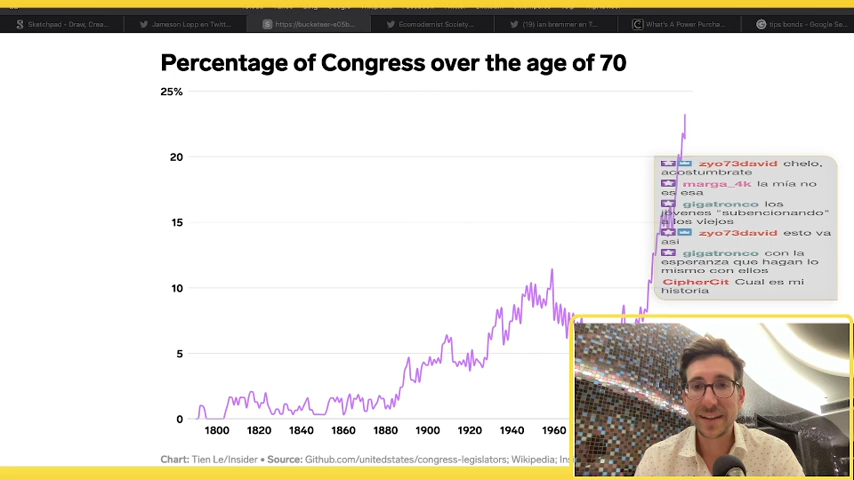 Sketchpad - Draw, Crea...
Jameson Lopp en Twitt...
https://bucketeer-e05b...
Ecomodernist Society...
(19) ian bremmer en T...
What's A Power Purcha...
tips bonds - Google Se...
Percentage of Congress over the age of 70
25%
20
15
10
5
0
1800 1820 1840 1860 1880 1900 1920 1940 1960
Chart: Tien Le/Insider • Source: Github.com/unitedstates/congress-legislators; Wikipedia;
zyo73david chelo,
acostumbrate
marga_4k la mía no
es esa
gigatronco los
jóvenes "subencionando"
a los viejos
zyo73david esto va
asi
gigatronco con la
esperanza que hagan lo
mismo con ellos
CipherCit Cual es mi
historia